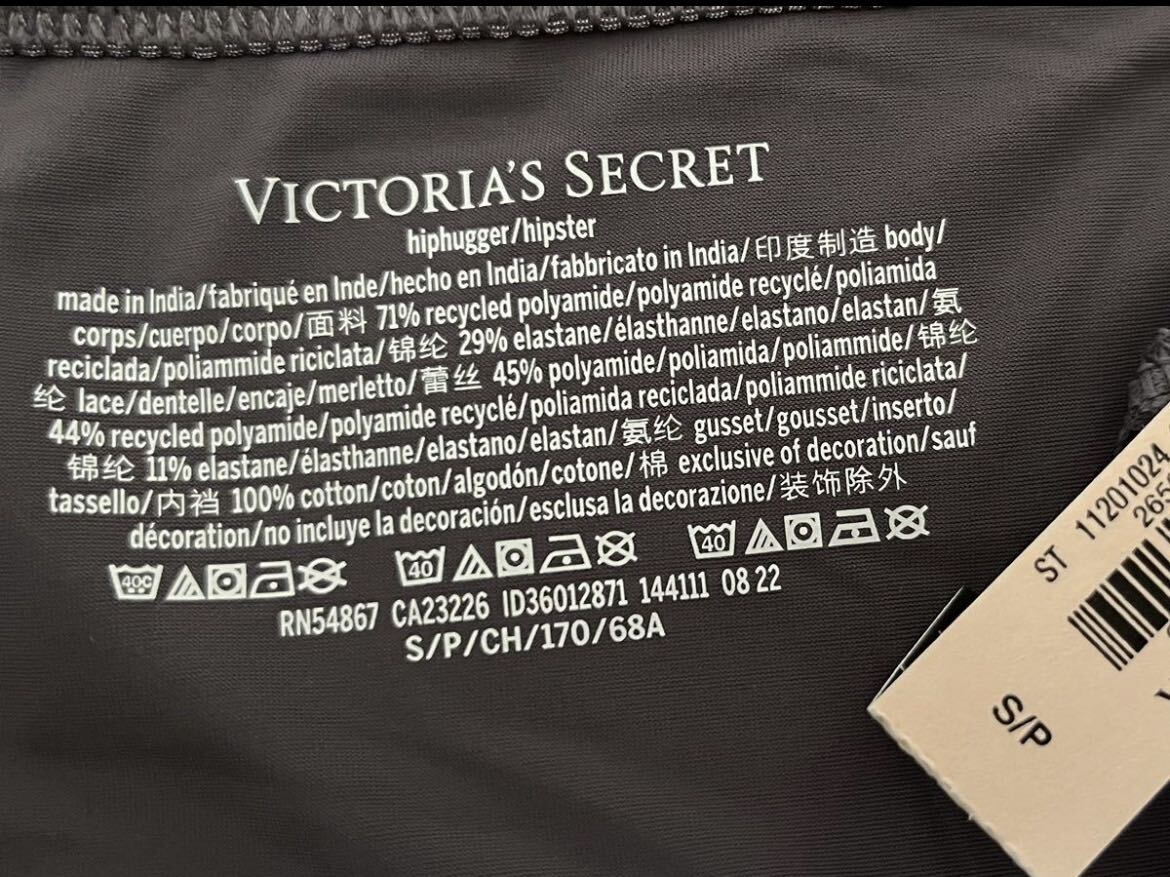 VICTORIA'S SECRET
hiphugger/hipster
made in India/fabriqué en Inde/hecho en India/fabbricato in India/印度制造 body/
corps/cuerpo/corpo/面料 71% recycled polyamide/polyamide recyclé/poliamida
reciclada/poliammide riciclata/锦纶 29% elastane/élasthanne/elastano/elastan/氨
纶 lace/dentelle/encaje/merletto/蕾丝 45% polyamide/poliamida/poliammide/锦纶
44% recycled polyamide/polyamide recyclé/poliamida reciclada/poliammide riciclata/
锦纶 11% elastane/élasthanne/elastano/elastan/氨纶 gusset/gousset/inserto/
tassello/内裆 100% cotton/coton/algodón/cotone/棉 exclusive of decoration/sauf
décoration/no incluye la decoración/esclusa la decorazione/装饰除外
40C 40 40
RN54867 CA23226 ID36012871 144111 08 22
S/P/CH/170/68A
ST 11201024
S/P